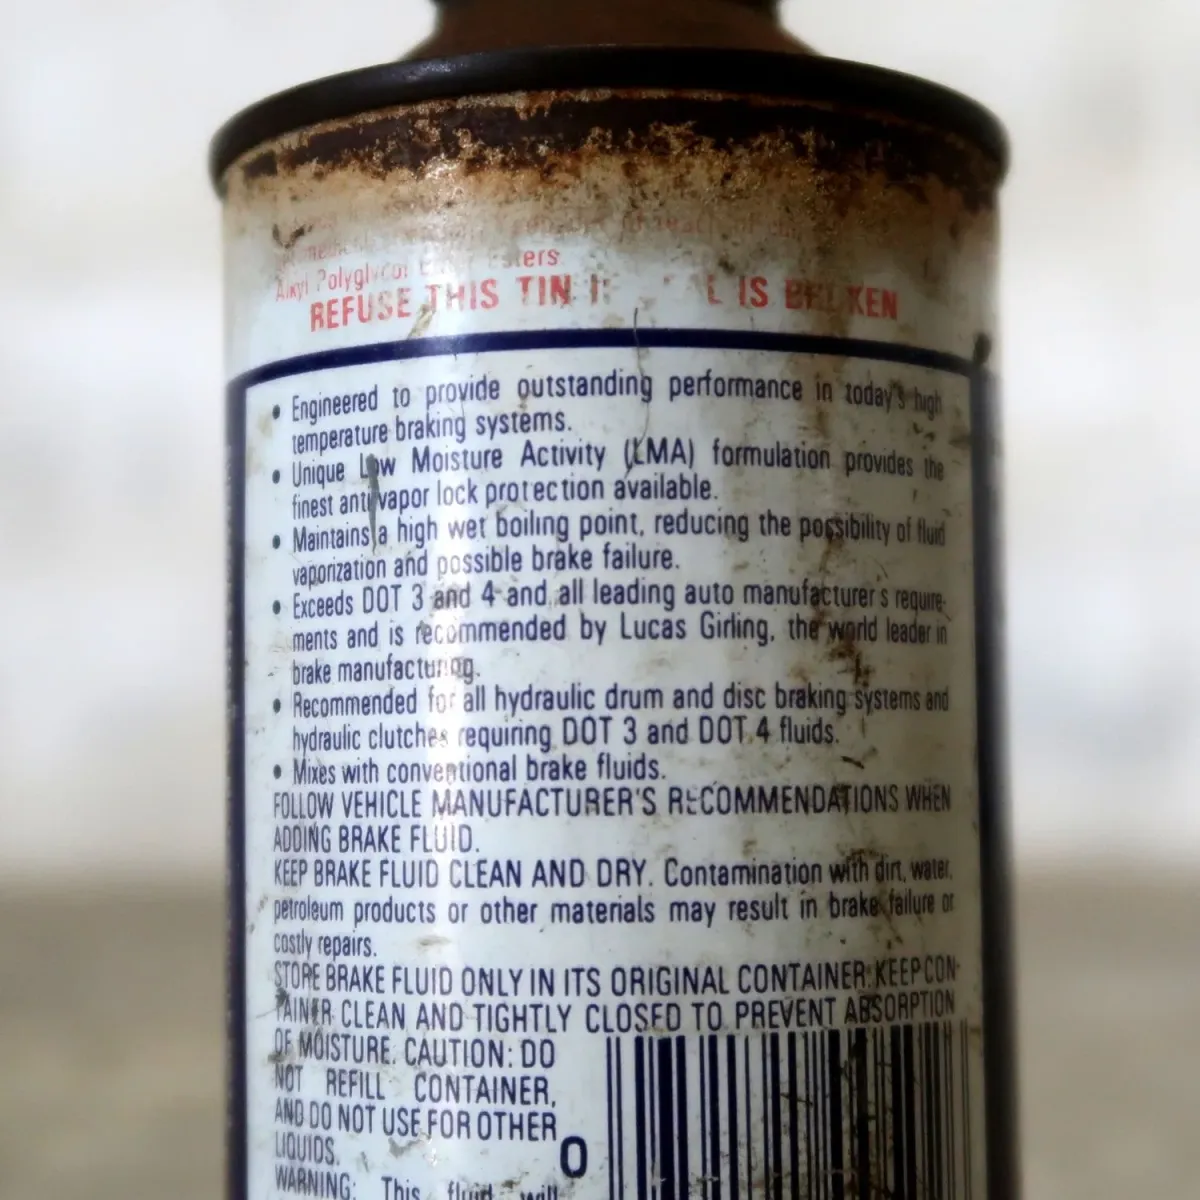 reach of
Alkyl Polyglycol Esters
REFUSE THIS TIN IS BROKEN
• Engineered to provide outstanding performance in today's high
temperature braking systems.
• Unique Low Moisture Activity (LMA) formulation provides the
finest anti vapor lock protection available.
• Maintains a high wet boiling point, reducing the possibility of fluid
vaporization and possible brake failure.
• Exceeds DOT 3 and 4 and all leading auto manufacturers require-
ments and is recommended by Lucas Girling, the world leader in
brake manufacturing.
• Recommended for all hydraulic drum and disc braking systems and
hydraulic clutches requiring DOT 3 and DOT 4 fluids.
• Mixes with conventional brake fluids.
FOLLOW VEHICLE MANUFACTURER'S RECOMMENDATIONS WHEN
ADDING BRAKE FLUID.
KEEP BRAKE FLUID CLEAN AND DRY. Contamination with dirt, water,
petroleum products or other materials may result in brake failure or
costly repairs.
STORE BRAKE FLUID ONLY IN ITS ORIGINAL CONTAINER. KEEP CON-
TAINER CLEAN AND TIGHTLY CLOSED TO PREVENT ABSORPTION
OF MOISTURE. CAUTION: DO
NOT REFILL CONTAINER,
AND DO NOT USE FOR OTHER
LIQUIDS.
WARNING: This fluid will
0